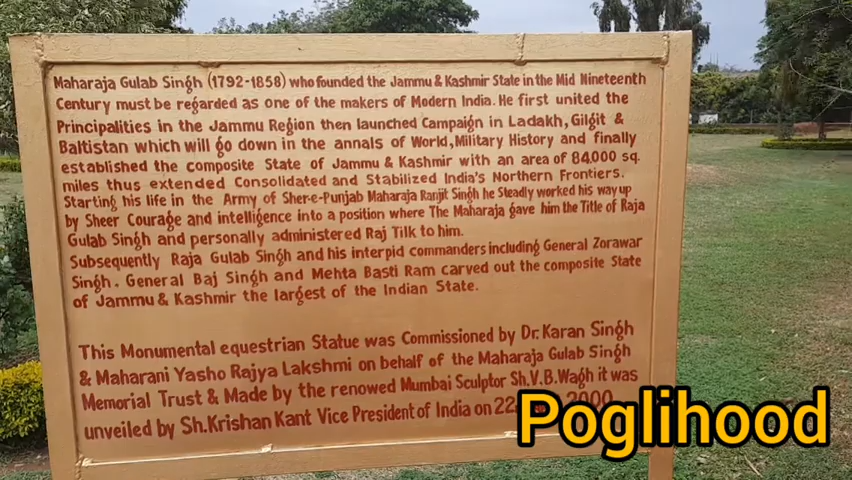 Maharaja Gulab Singh (1792-1858) who founded the Jammu & Kashmir State in the Mid Nineteenth
Century must be regarded as one of the makers of Modern India. He first united the
Principalities in the Jammu Region then launched Campaign in Ladakh, Gilgit &
Baltistan which will go down in the annals of World, Military History and finally
established the composite State of Jammu & Kashmir with an area of 84,000 sq.
miles thus extended Consolidated and Stabilized India's Northern Frontiers.
Starting his life in the Army of Sher-e-Punjab Maharaja Ranjit Singh he Steadily worked his way up
by Sheer Courage and intelligence into a position where The Maharaja gave him the Title of Raja
Gulab Singh and personally administered Raj Tilk to him.
Subsequently, Raja Gulab Singh and his interpid commanders including General Zorawar
Singh. General Baj Singh and Mehta Basti Ram carved out the composite State
of Jammu & Kashmir the largest of the Indian State.
This Monumental equestrian Statue was Commissioned by Dr. Karan Singh
& Maharani Yasho Rajya Lakshmi on behalf of the Maharaja Gulab Singh
Memorial Trust & Made by the renowned Mumbai Sculptor Sh. V.B. Wagh it was
unveiled by Sh. Krishan Kant Vice President of India on 22 2000
Poglihood